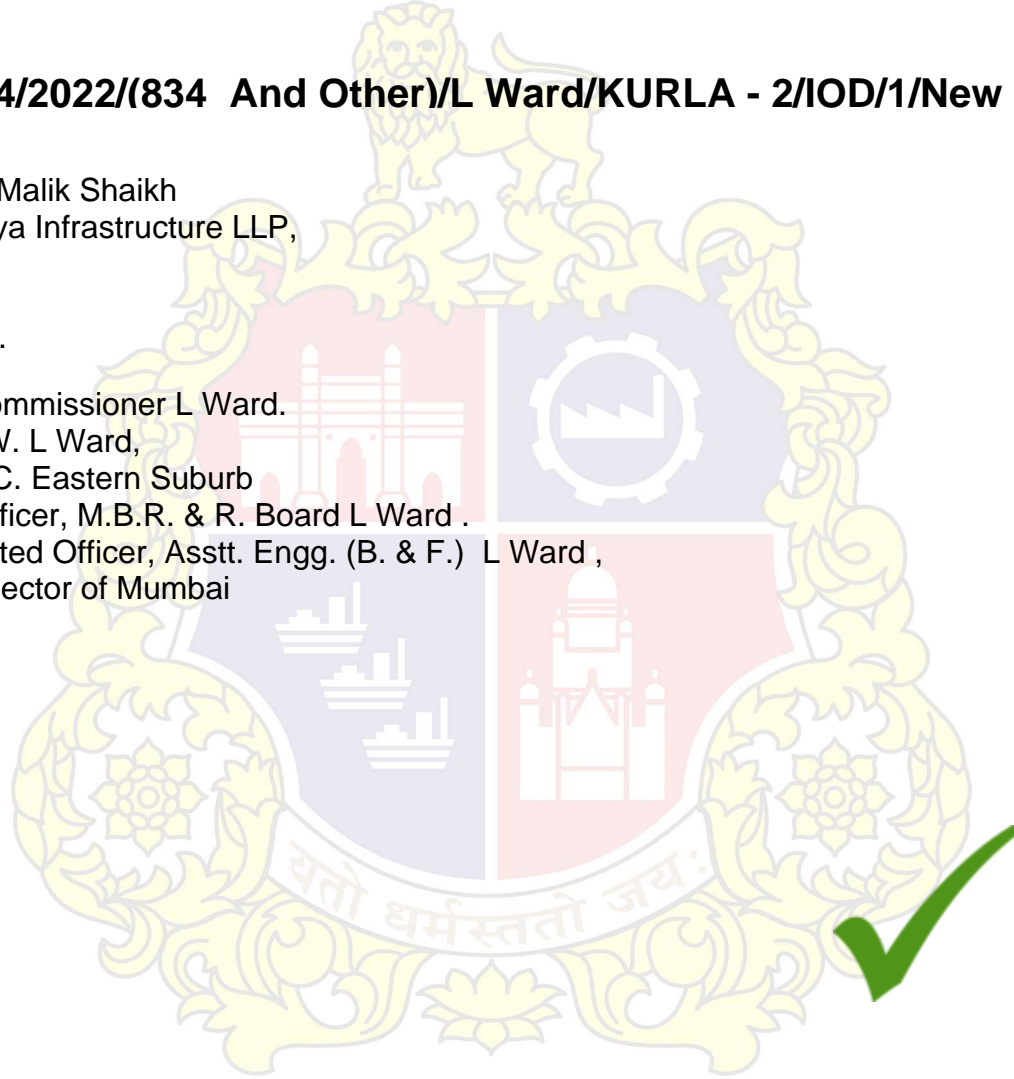 4/2022/(834 And Other)/L Ward/KURLA - 2/IOD/1/New
Malik Shaikh
ya Infrastructure LLP,
.
ommissioner L Ward.
W. L Ward,
C. Eastern Suburb
ficer, M.B.R. & R. Board L Ward .
ted Officer, Asstt. Engg. (B. & F.) L Ward ,
ector of Mumbai
यतो धर्मस्ततो जयः